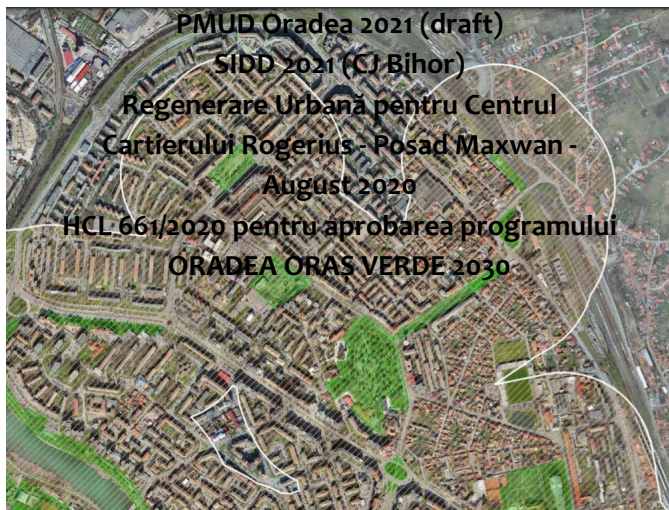 PMUD Oradea 2021 (draft)
SIDD 2021 (CJ Bihor)
Regenerare Urbană pentru Centrul
Cartierului Rogerius - Posad Maxwan -
August 2020
HCL 661/2020 pentru aprobarea programului
ORADEA ORAȘ VERDE 2030